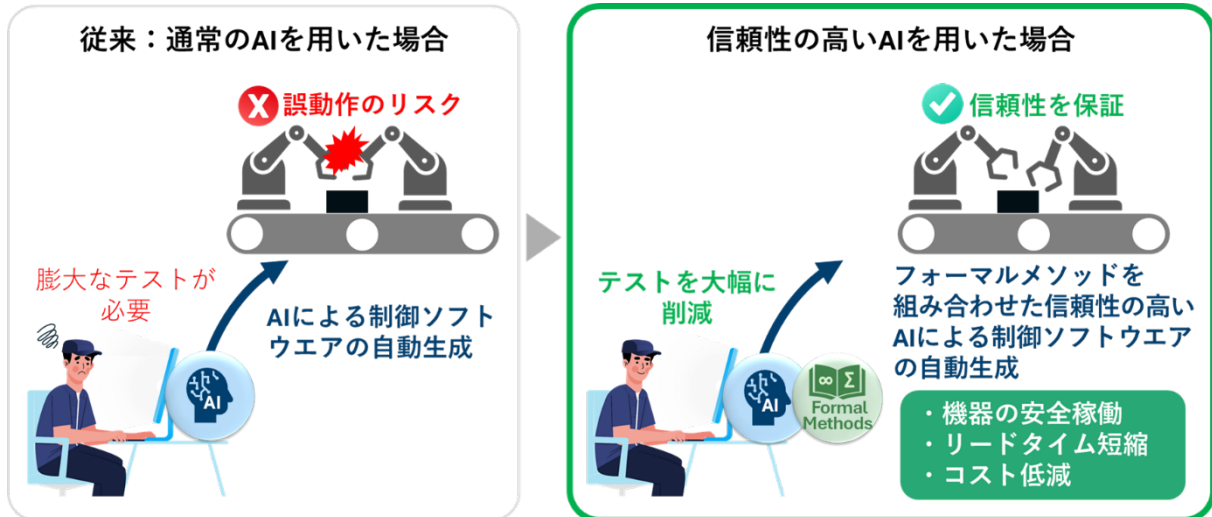 従来：通常のAIを用いた場合
X 誤動作のリスク
膨大なテストが
必要
AIによる制御ソフト
ウエアの自動生成
AI
信頼性の高いAIを用いた場合
信頼性を保証
テストを大幅に
削減
フォーマルメソッドを
組み合わせた信頼性の高い
AIによる制御ソフトウエア
の自動生成
AI
∞ Σ
Formal
Methods
・機器の安全稼働
・リードタイム短縮
・コスト低減